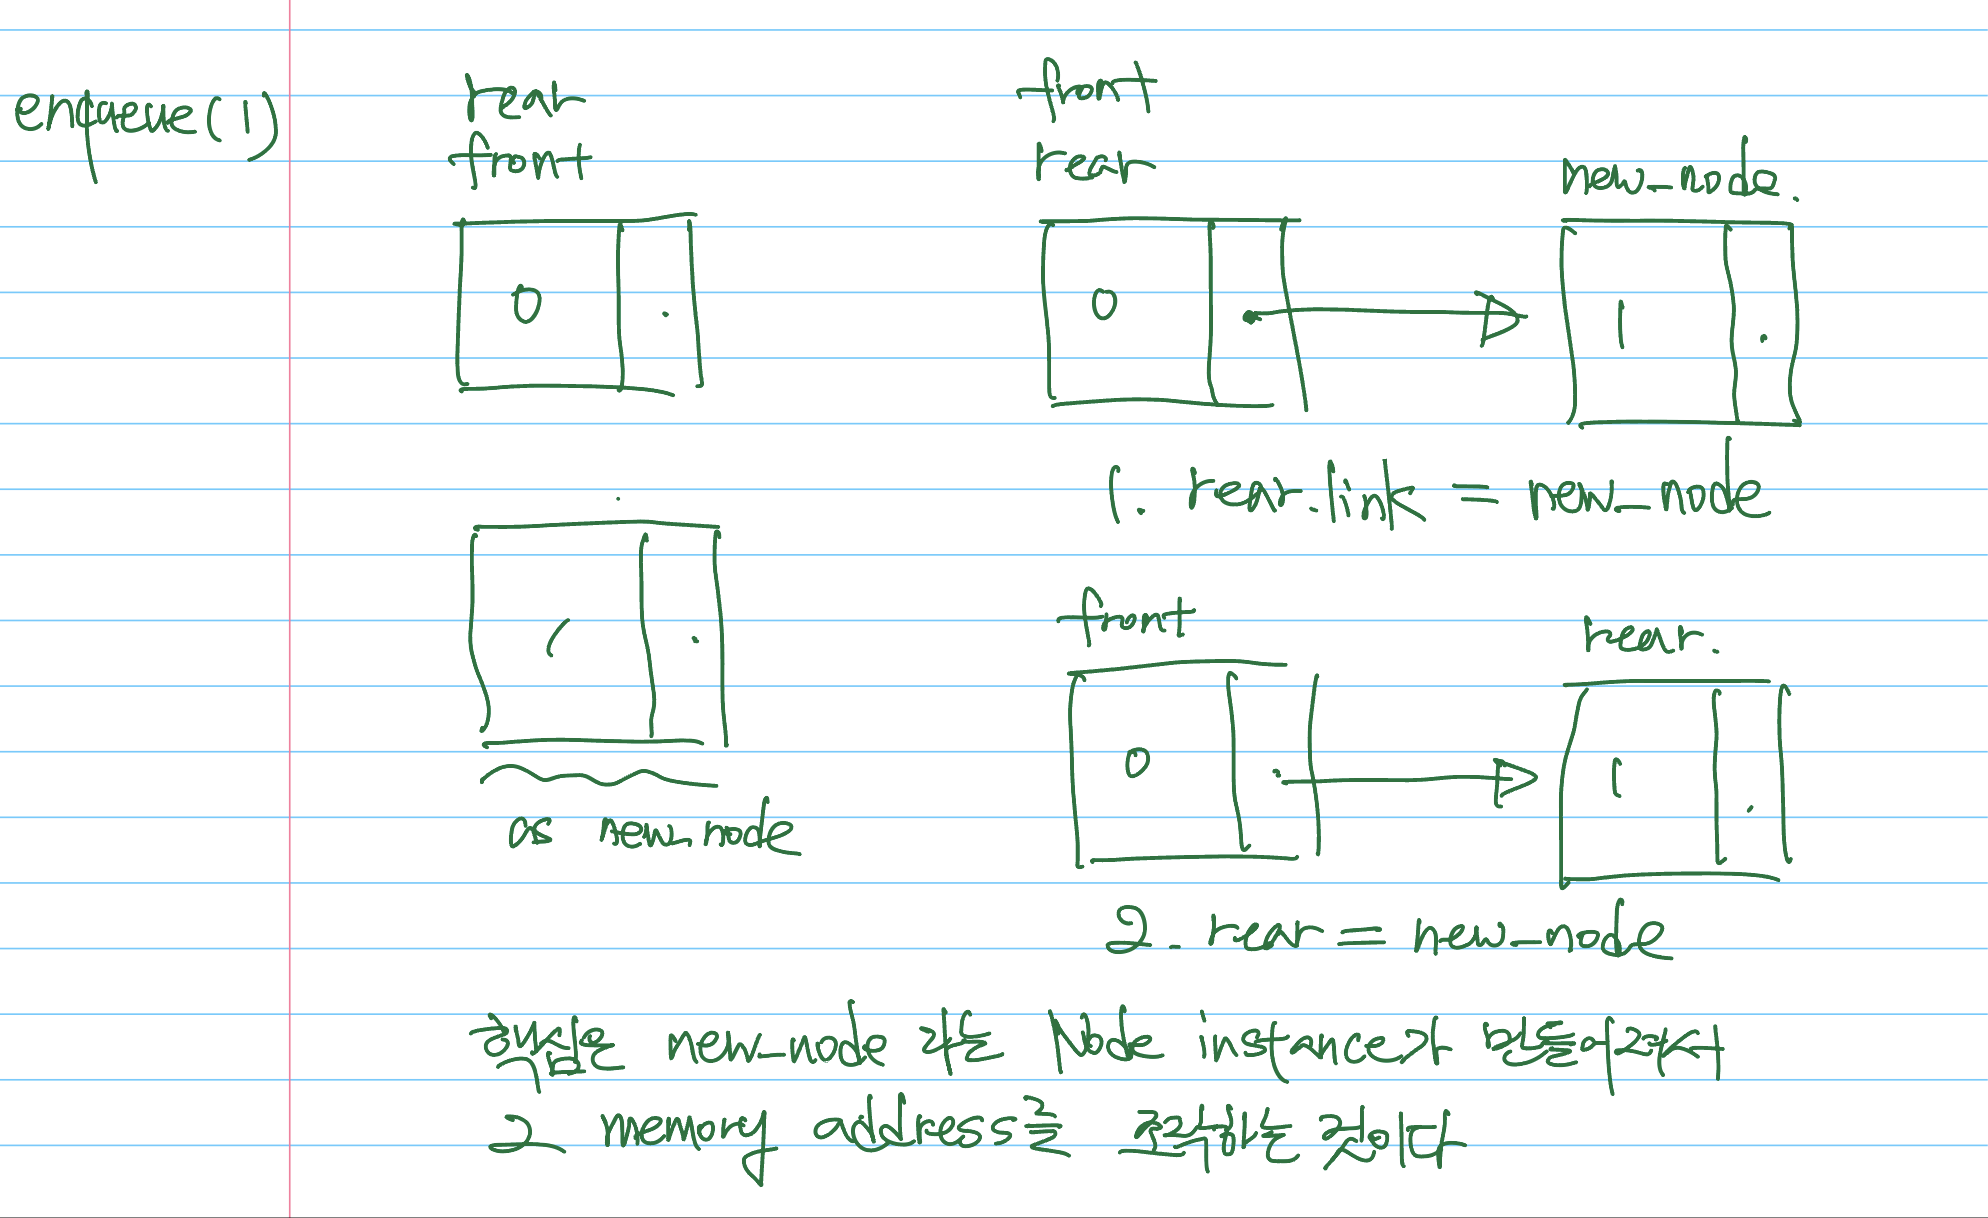 enqueue(1)
rear
front
0
as new_node
1
front
rear
0
new_node.
1
1. rear.link = new_node
front
0
rear.
1
2. rear = new_node
핵심은 new_node 라는 Node instance가 만들어져서
그 memory address를 조작하는 것이다